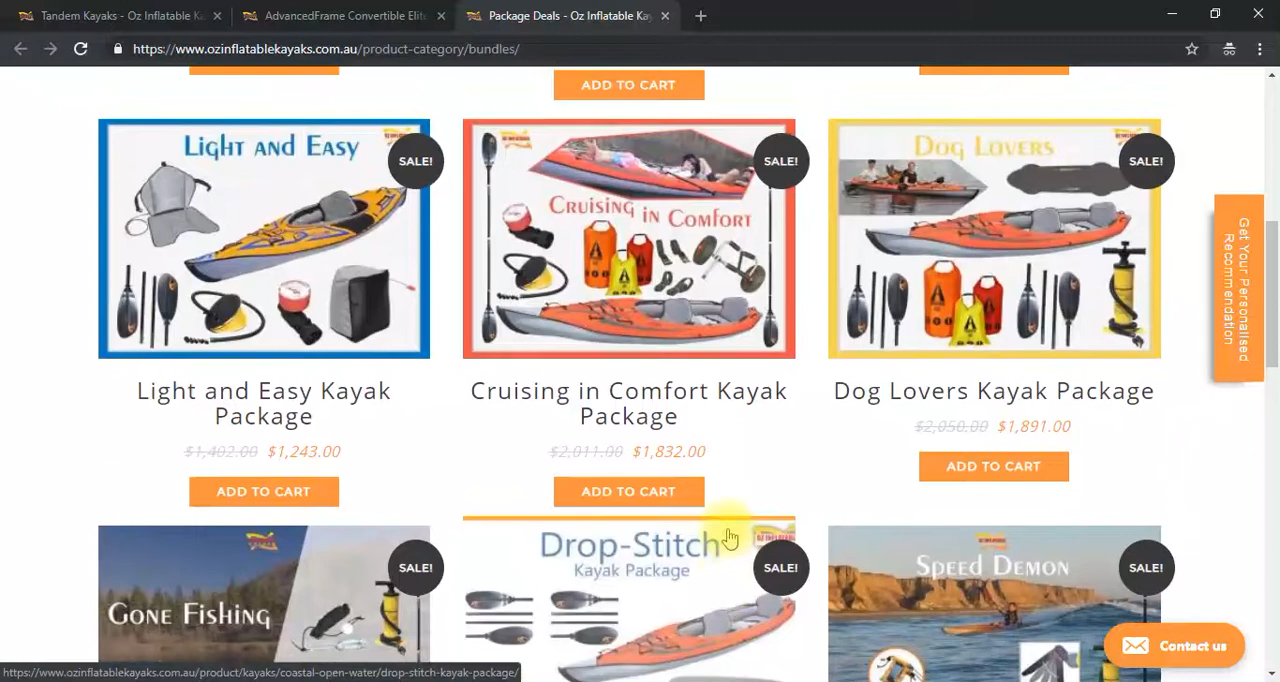 Tandem Kayaks - Oz Inflatable Ka
AdvancedFrame Convertible Elite
Package Deals - Oz Inflatable Kay
https://www.ozinflatablekayaks.com.au/product-category/bundles/
ADD TO CART
Light and Easy
SALE!
Cruising in Comfort
SALE!
Dog Lovers
SALE!
Get Your Personalised
Recommendation
Light and Easy Kayak
Package
$1,402.00 $1,243.00
ADD TO CART
Cruising in Comfort Kayak
Package
$2,011.00 $1,832.00
ADD TO CART
Dog Lovers Kayak Package
$2,050.00 $1,891.00
ADD TO CART
Gone Fishing
SALE!
Drop-Stitch
Kayak Package
SALE!
Speed Demon
SALE!
Contact us
https://www.ozinflatablekayaks.com.au/product/kayaks/coastal-open-water/drop-stitch-kayak-package/